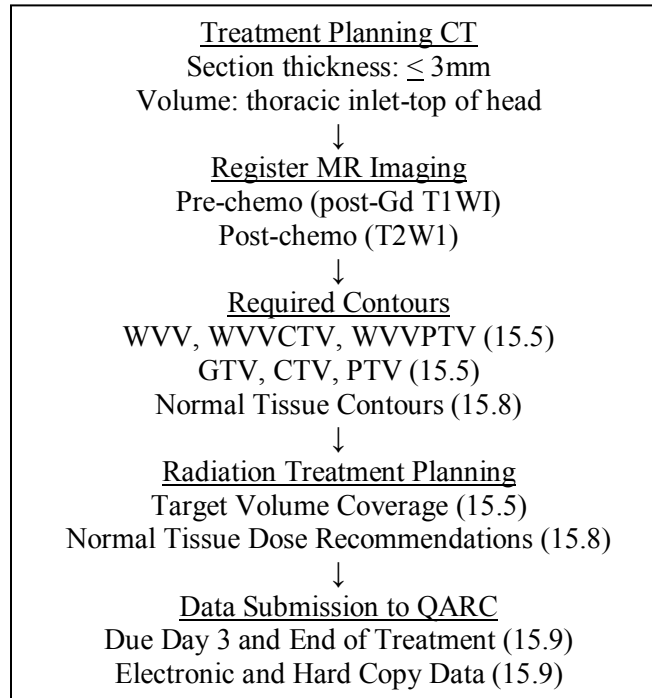 Treatment Planning CT
Section thickness: ≤ 3mm
Volume: thoracic inlet-top of head
↓
Register MR Imaging
Pre-chemo (post-Gd T1WI)
Post-chemo (T2W1)
↓
Required Contours
WVV, WVVCTV, WVVPTV (15.5)
GTV, CTV, PTV (15.5)
Normal Tissue Contours (15.8)
↓
Radiation Treatment Planning
Target Volume Coverage (15.5)
Normal Tissue Dose Recommendations (15.8)
↓
Data Submission to QARC
Due Day 3 and End of Treatment (15.9)
Electronic and Hard Copy Data (15.9)